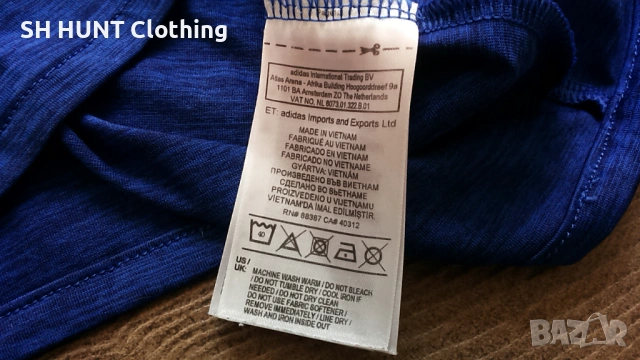 SH HUNT Clothing
adidas International Trading BV
Atlas Arena - Afrika Building Hoogoorddreef 9a
1101 BA Amsterdam ZO The Netherlands
VAT NO. NL 8073.01.322.B.01
ET: adidas Imports and Exports Ltd
MADE IN VIETNAM
FABRIQUÉ AU VIETNAM
FABRICADO EN VIETNAM
FABRICADO NO VIETNAME
GYÁRTVA: VIETNÁM
ПРОИЗВЕДЕНО ВЪВ ВИЕТНАМ
СДЕЛАНО ВО ВЬЕТНАМЕ
PROIZVEDENO U VIJETNAMU
VIETNAM'DA İMAL EDİLMİŞTİR.
RN# 88387 CA# 40312
40
US/
UK:
MACHINE WASH WARM / DO NOT BLEACH
/ DO NOT TUMBLE DRY / COOL IRON IF
NEEDED / DO NOT DRY CLEAN
/ DO NOT USE FABRIC SOFTENER /
REMOVE IMMEDIATELY / LINE DRY /
WASH AND IRON INSIDE OUT
BAZAR